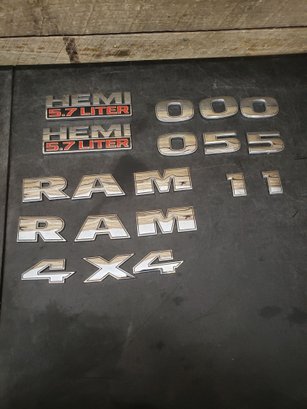 HEMI
5.7 LITER
000
HEMI
5.7 LITER
055
RAM
11
RAM
4X4